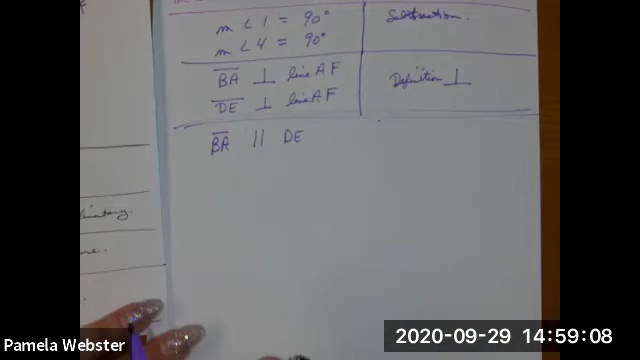 m < 1 = 90°
m < 4 = 90°
Subtraction.
BA ⊥ line AF
DE ⊥ line AF
Definition ⊥
BA || DE
Pamela Webster
2020-09-29 14:59:08